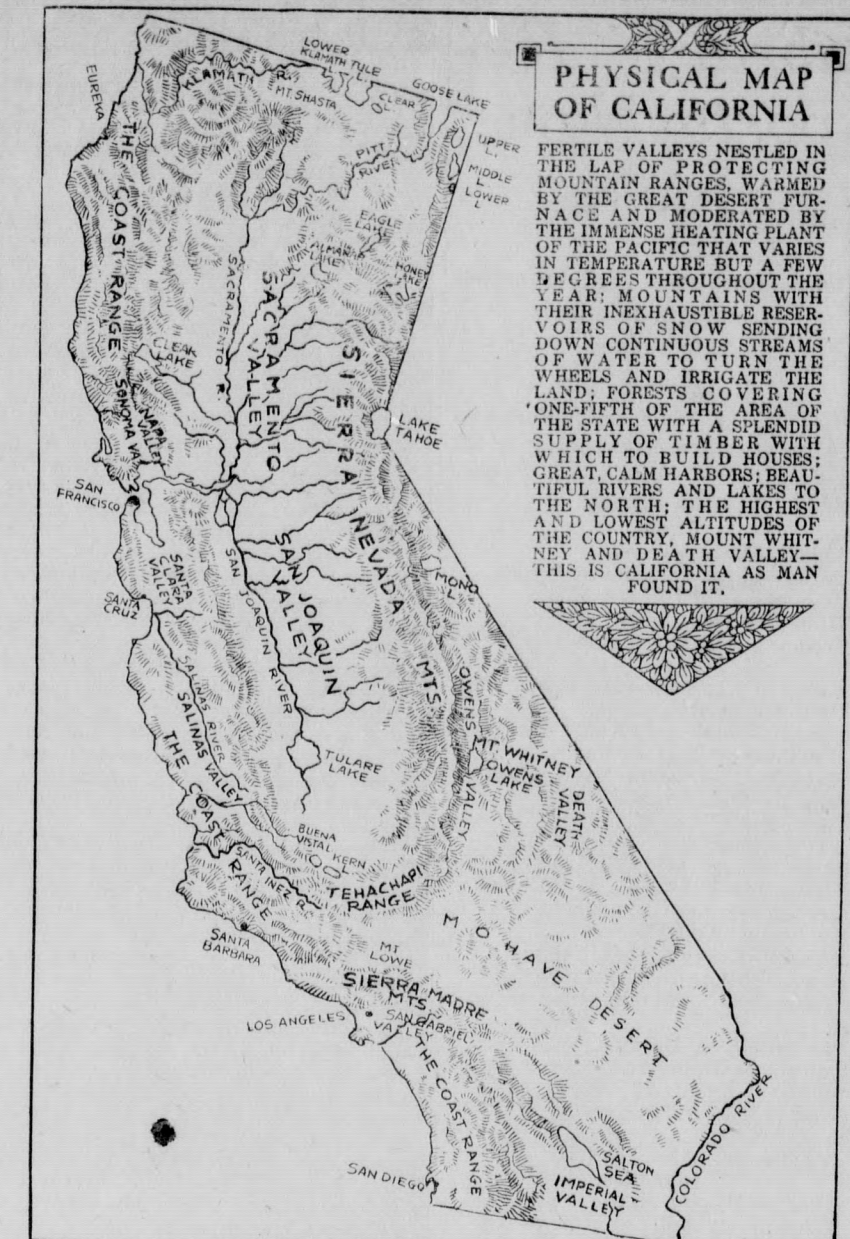 PHYSICAL MAP
OF CALIFORNIA
FERTILE VALLEYS NESTLED IN
THE LAP OF PROTECTING
MOUNTAIN RANGES, WARMED
BY THE GREAT DESERT FUR-
NACE AND MODERATED BY
THE IMMENSE HEATING PLANT
OF THE PACIFIC THAT VARIES
IN TEMPERATURE BUT A FEW
DEGREES THROUGHOUT THE
YEAR; MOUNTAINS WITH
THEIR INEXHAUSTIBLE RESER-
VOIRS OF SNOW SENDING
DOWN CONTINUOUS STREAMS
OF WATER TO TURN THE
WHEELS AND IRRIGATE THE
LAND; FORESTS COVERING
ONE-FIFTH OF THE AREA OF
THE STATE WITH A SPLENDID
SUPPLY OF TIMBER WITH
WHICH TO BUILD HOUSES;
GREAT, CALM HARBORS; BEAU-
TIFUL RIVERS AND LAKES TO
THE NORTH; THE HIGHEST
AND LOWEST ALTITUDES OF
THE COUNTRY, MOUNT WHIT-
NEY AND DEATH VALLEY—
THIS IS CALIFORNIA AS MAN
FOUND IT.
LOWER
KLAMATH TULE
L. L.
KLAMATH R.
MT. SHASTA
CLEAR
L.
GOOSE LAKE
EUREKA
THE COAST RANGE
PITT
RIVER
UPPER
L.
MIDDLE
L.
LOWER
L
EAGLE
LAKE
ALMANOR
LAKE
HONEY
LAKE
SACRAMENTO R.
SACRAMENTO
VALLEY
CLEAR
LAKE
SONOMA VA
NAPA
VALLEY
SIERRA NEVADA MTS
LAKE
TAHOE
SAN
FRANCISCO
SANTA
CLARA
VALLEY
SANTA
CRUZ
SAN JOAQUIN RIVER
SAN JOAQUIN
VALLEY
MONO
L.
SALINAS RIVER
SALINAS VALLEY
THE COAST RANGE
TULARE
LAKE
OWENS VALLEY
MT. WHITNEY
OWENS
LAKE
DEATH
VALLEY
BUENA
VISTA L
KERN
L
SANTA INEZ R.
TEHACHAPI
RANGE
MOHAVE DESERT
SANTA
BARBARA
MT
LOWE
SIERRA MADRE
MTS
LOS ANGELES
SAN GABRIEL
VALLEY
THE COAST RANGE
SAN DIEGO
SALTON
SEA
IMPERIAL
VALLEY
COLORADO RIVER